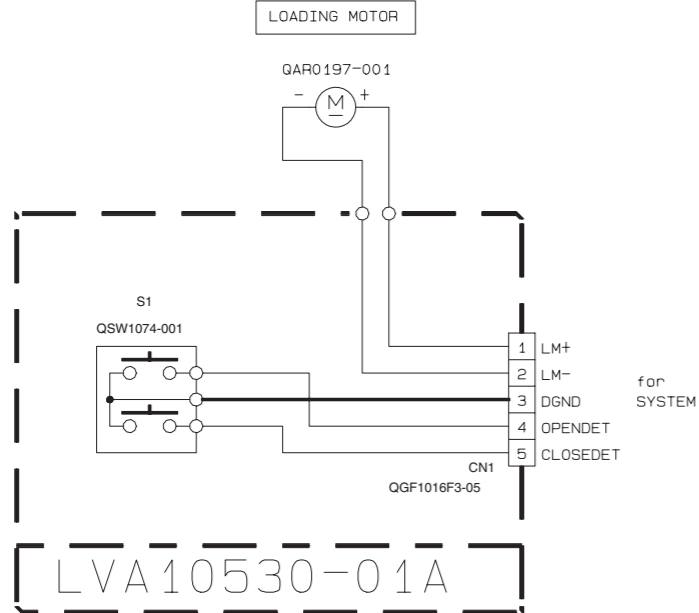 LOADING MOTOR
QAR0197-001
- M +
S1
QSW1074-001
1 LM+
2 LM-
3 DGND
4 OPENDET
5 CLOSEDET
for
SYSTEM
CN1
QGF1016F3-05
LVA10530-01A